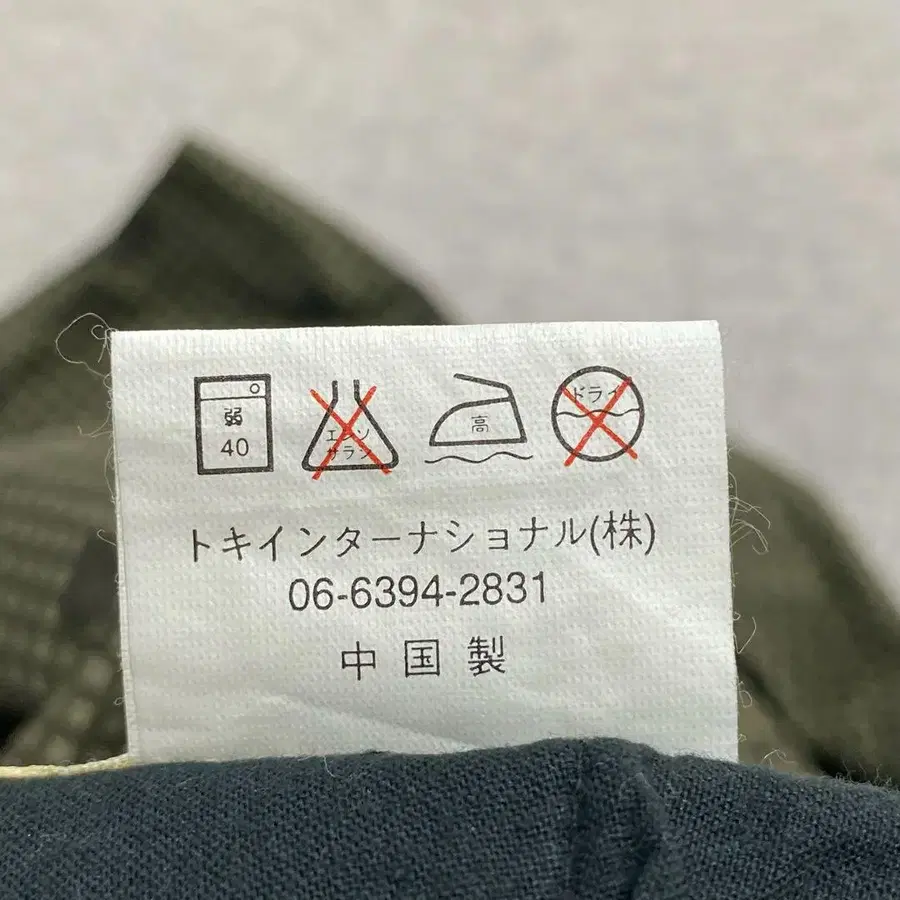 弱
40
エンソ
サラシ
高
ドライ
トキインターナショナル(株)
06-6394-2831
中国製